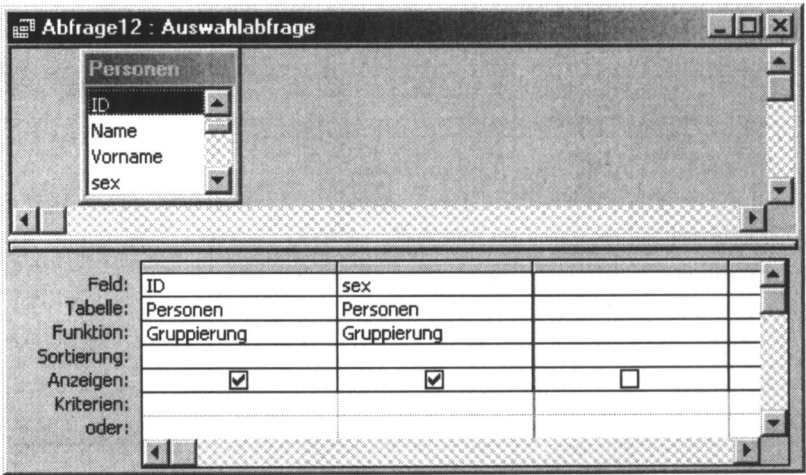 Abfrage12 : Auswahlabfrage
Personen
ID
Name
Vorname
sex
Feld: ID sex
Tabelle: Personen Personen
Funktion: Gruppierung Gruppierung
Sortierung:
Anzeigen:
Kriterien:
oder: